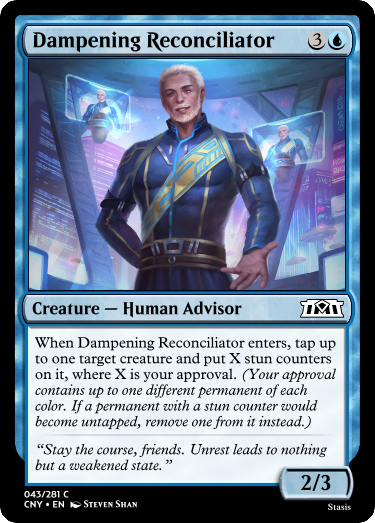 Dampening Reconciliator 3
Creature — Human Advisor
When Dampening Reconciliator enters, tap up
to one target creature and put X stun counters
on it, where X is your approval. (Your approval
contains up to one different permanent of each
color. If a permanent with a stun counter would
become untapped, remove one from it instead.)
“Stay the course, friends. Unrest leads to nothing
but a weakened state.”
2/3
043/281 C
CNY • EN Steven Shan
Stasis